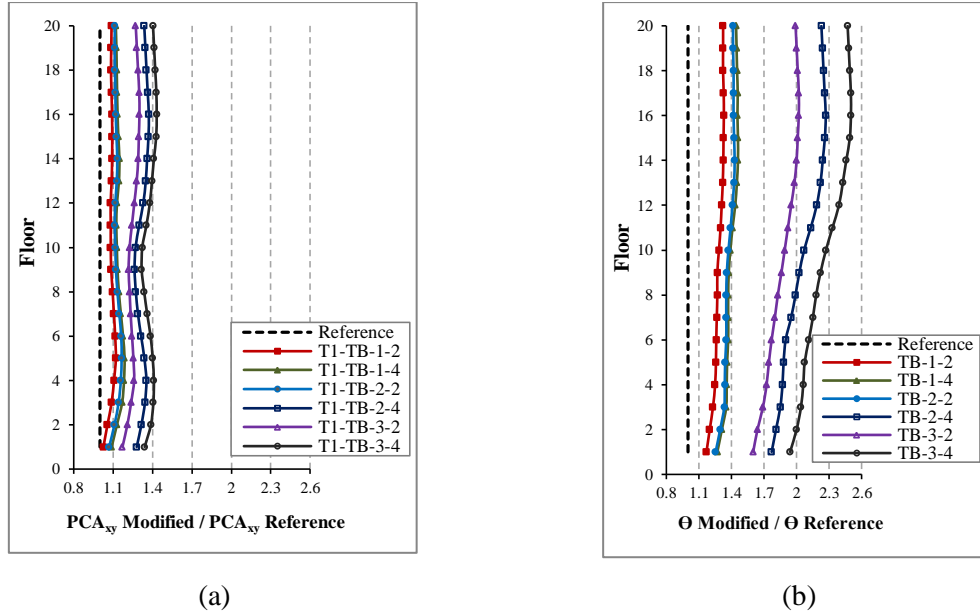 20
18
16
14
12
10
8
6
4
2
0
Floor
0.8 1.1 1.4 1.7 2 2.3 2.6
PCAxy Modified / PCAxy Reference
Reference
T1-TB-1-2
T1-TB-1-4
T1-TB-2-2
T1-TB-2-4
T1-TB-3-2
T1-TB-3-4
(a)
20
18
16
14
12
10
8
6
4
2
0
Floor
0.8 1.1 1.4 1.7 2 2.3 2.6
ϴ Modified / ϴ Reference
Reference
TB-1-2
TB-1-4
TB-2-2
TB-2-4
TB-3-2
TB-3-4
(b)